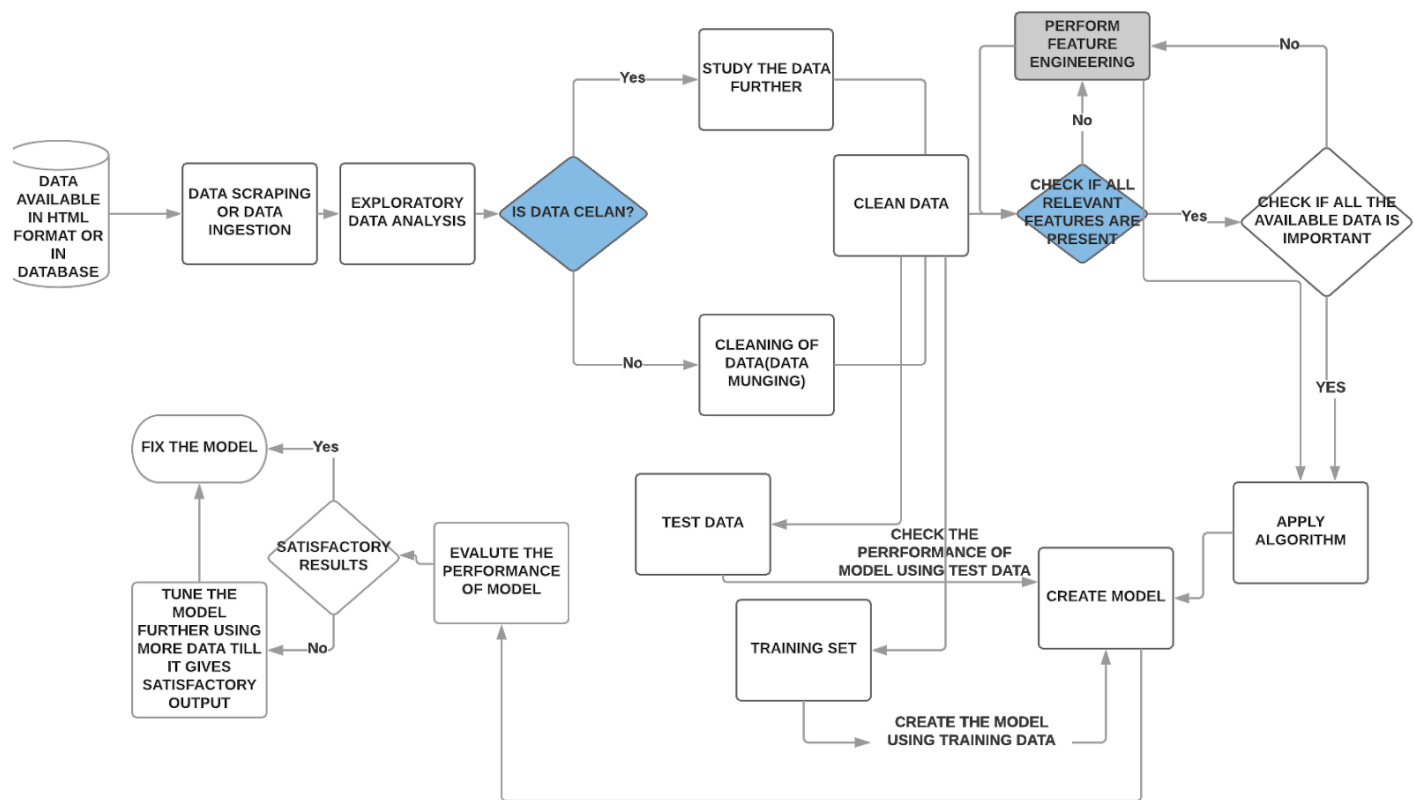 DATA
AVAILABLE
IN HTML
FORMAT OR
IN
DATABASE
DATA SCRAPING
OR DATA
INGESTION
EXPLORATORY
DATA ANALYSIS
IS DATA CELAN?
Yes
STUDY THE DATA
FURTHER
No
CLEANING OF
DATA(DATA
MUNGING)
CLEAN DATA
PERFORM
FEATURE
ENGINEERING
No
CHECK IF ALL
RELEVANT
FEATURES ARE
PRESENT
Yes
No
CHECK IF ALL THE
AVAILABLE DATA IS
IMPORTANT
YES
APPLY
ALGORITHM
TEST DATA
CHECK THE
PERRFORMANCE OF
MODEL USING TEST DATA
CREATE MODEL
TRAINING SET
CREATE THE MODEL
USING TRAINING DATA
EVALUTE THE
PERFORMANCE
OF MODEL
SATISFACTORY
RESULTS
Yes
FIX THE MODEL
No
TUNE THE
MODEL
FURTHER USING
MORE DATA TILL
IT GIVES
SATISFACTORY
OUTPUT